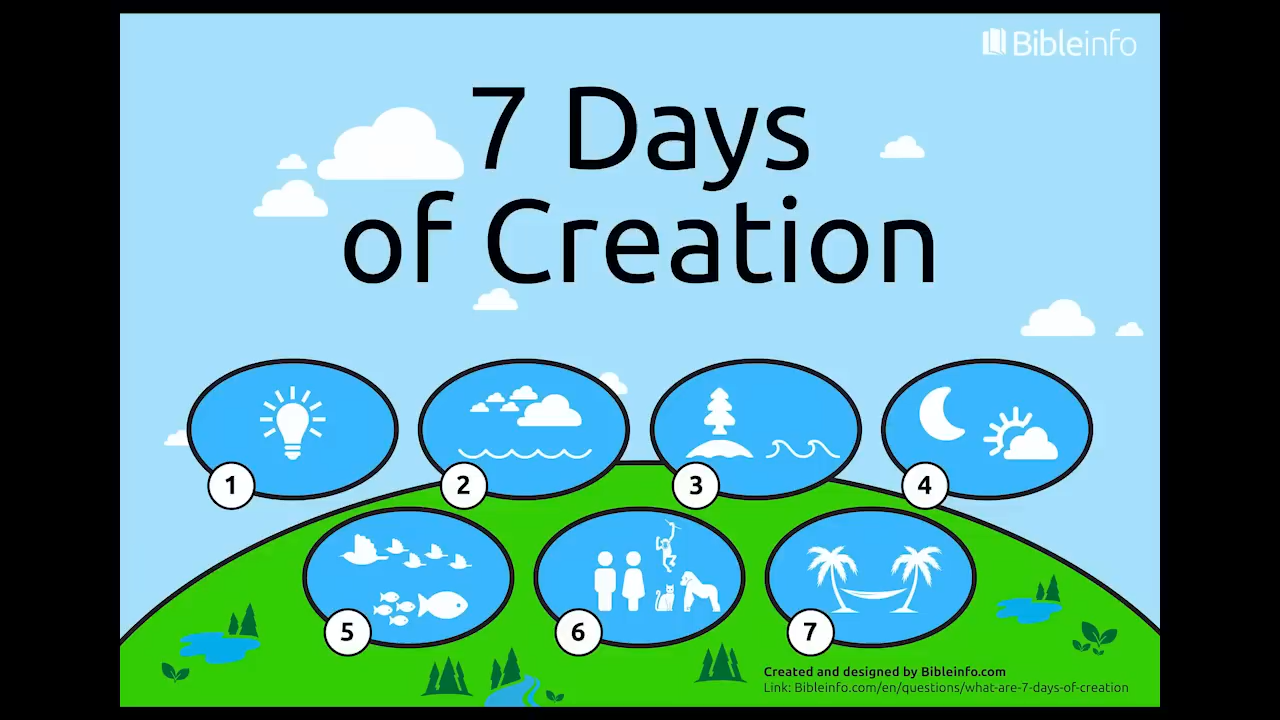 Bibleinfo
7 Days
of Creation
1
2
3
4
5
6
7
Created and designed by Bibleinfo.com
Link: Bibleinfo.com/en/questions/what-are-7-days-of-creation